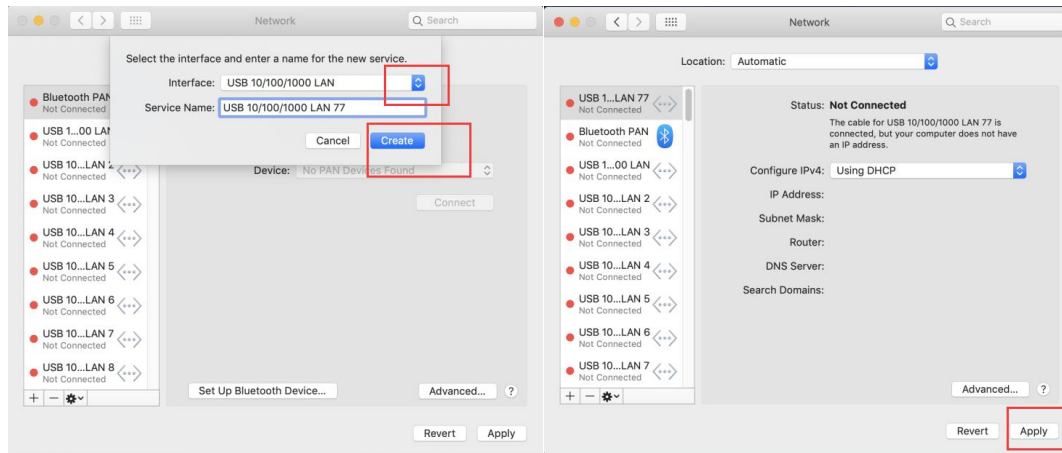 Network
Search
Select the interface and enter a name for the new service.
Interface: USB 10/100/1000 LAN
Service Name: USB 10/100/1000 LAN 77
Cancel Create
Bluetooth PAN
Not Connected
USB 1...00 LAN
Not Connected
USB 10...LAN 2
Not Connected
USB 10...LAN 3
Not Connected
USB 10...LAN 4
Not Connected
USB 10...LAN 5
Not Connected
USB 10...LAN 6
Not Connected
USB 10...LAN 7
Not Connected
USB 10...LAN 8
Not Connected
Device: No PAN Devices Found
Connect
Set Up Bluetooth Device...
Advanced... ?
Revert Apply
Network
Search
Location: Automatic
USB 1...LAN 77
Not Connected
Bluetooth PAN
Not Connected
USB 1...00 LAN
Not Connected
USB 10...LAN 2
Not Connected
USB 10...LAN 3
Not Connected
USB 10...LAN 4
Not Connected
USB 10...LAN 5
Not Connected
USB 10...LAN 6
Not Connected
USB 10...LAN 7
Not Connected
Status: Not Connected
The cable for USB 10/100/1000 LAN 77 is
connected, but your computer does not have
an IP address.
Configure IPv4: Using DHCP
IP Address:
Subnet Mask:
Router:
DNS Server:
Search Domains:
Advanced... ?
Revert Apply